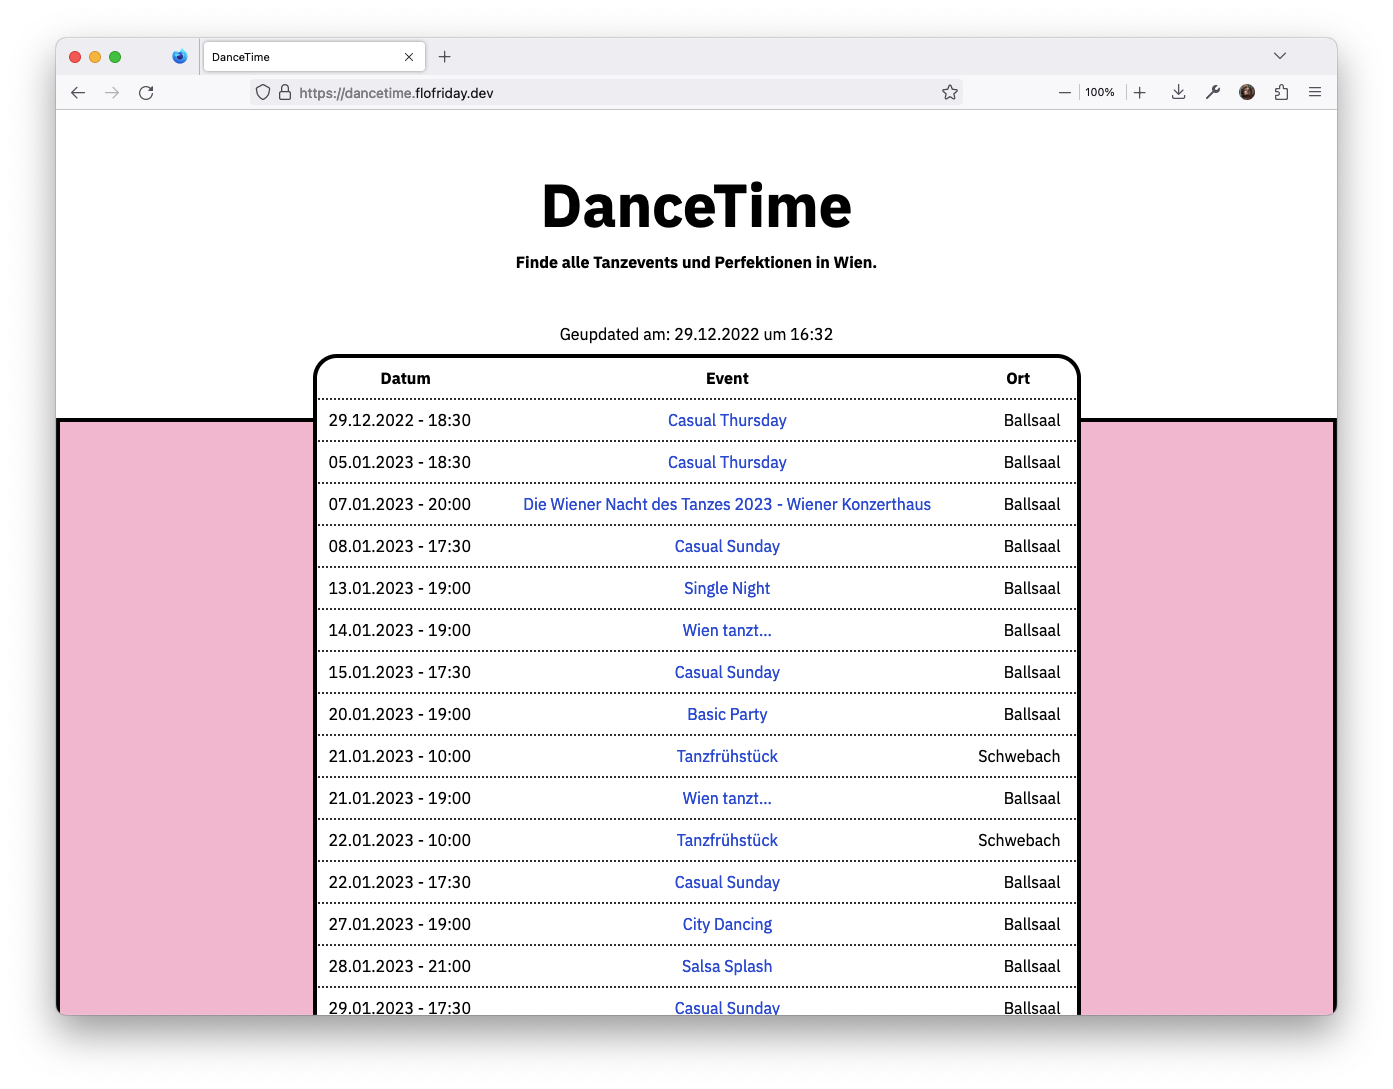 DanceTime
https://dancetime.flofriday.dev
100%
DanceTime
Finde alle Tanzevents und Perfektionen in Wien.
Geupdated am: 29.12.2022 um 16:32
Datum Event Ort
29.12.2022 - 18:30 Casual Thursday Ballsaal
05.01.2023 - 18:30 Casual Thursday Ballsaal
07.01.2023 - 20:00 Die Wiener Nacht des Tanzes 2023 - Wiener Konzerthaus Ballsaal
08.01.2023 - 17:30 Casual Sunday Ballsaal
13.01.2023 - 19:00 Single Night Ballsaal
14.01.2023 - 19:00 Wien tanzt... Ballsaal
15.01.2023 - 17:30 Casual Sunday Ballsaal
20.01.2023 - 19:00 Basic Party Ballsaal
21.01.2023 - 10:00 Tanzfrühstück Schwebach
21.01.2023 - 19:00 Wien tanzt... Ballsaal
22.01.2023 - 10:00 Tanzfrühstück Schwebach
22.01.2023 - 17:30 Casual Sunday Ballsaal
27.01.2023 - 19:00 City Dancing Ballsaal
28.01.2023 - 21:00 Salsa Splash Ballsaal
29.01.2023 - 17:30 Casual Sunday Ballsaal